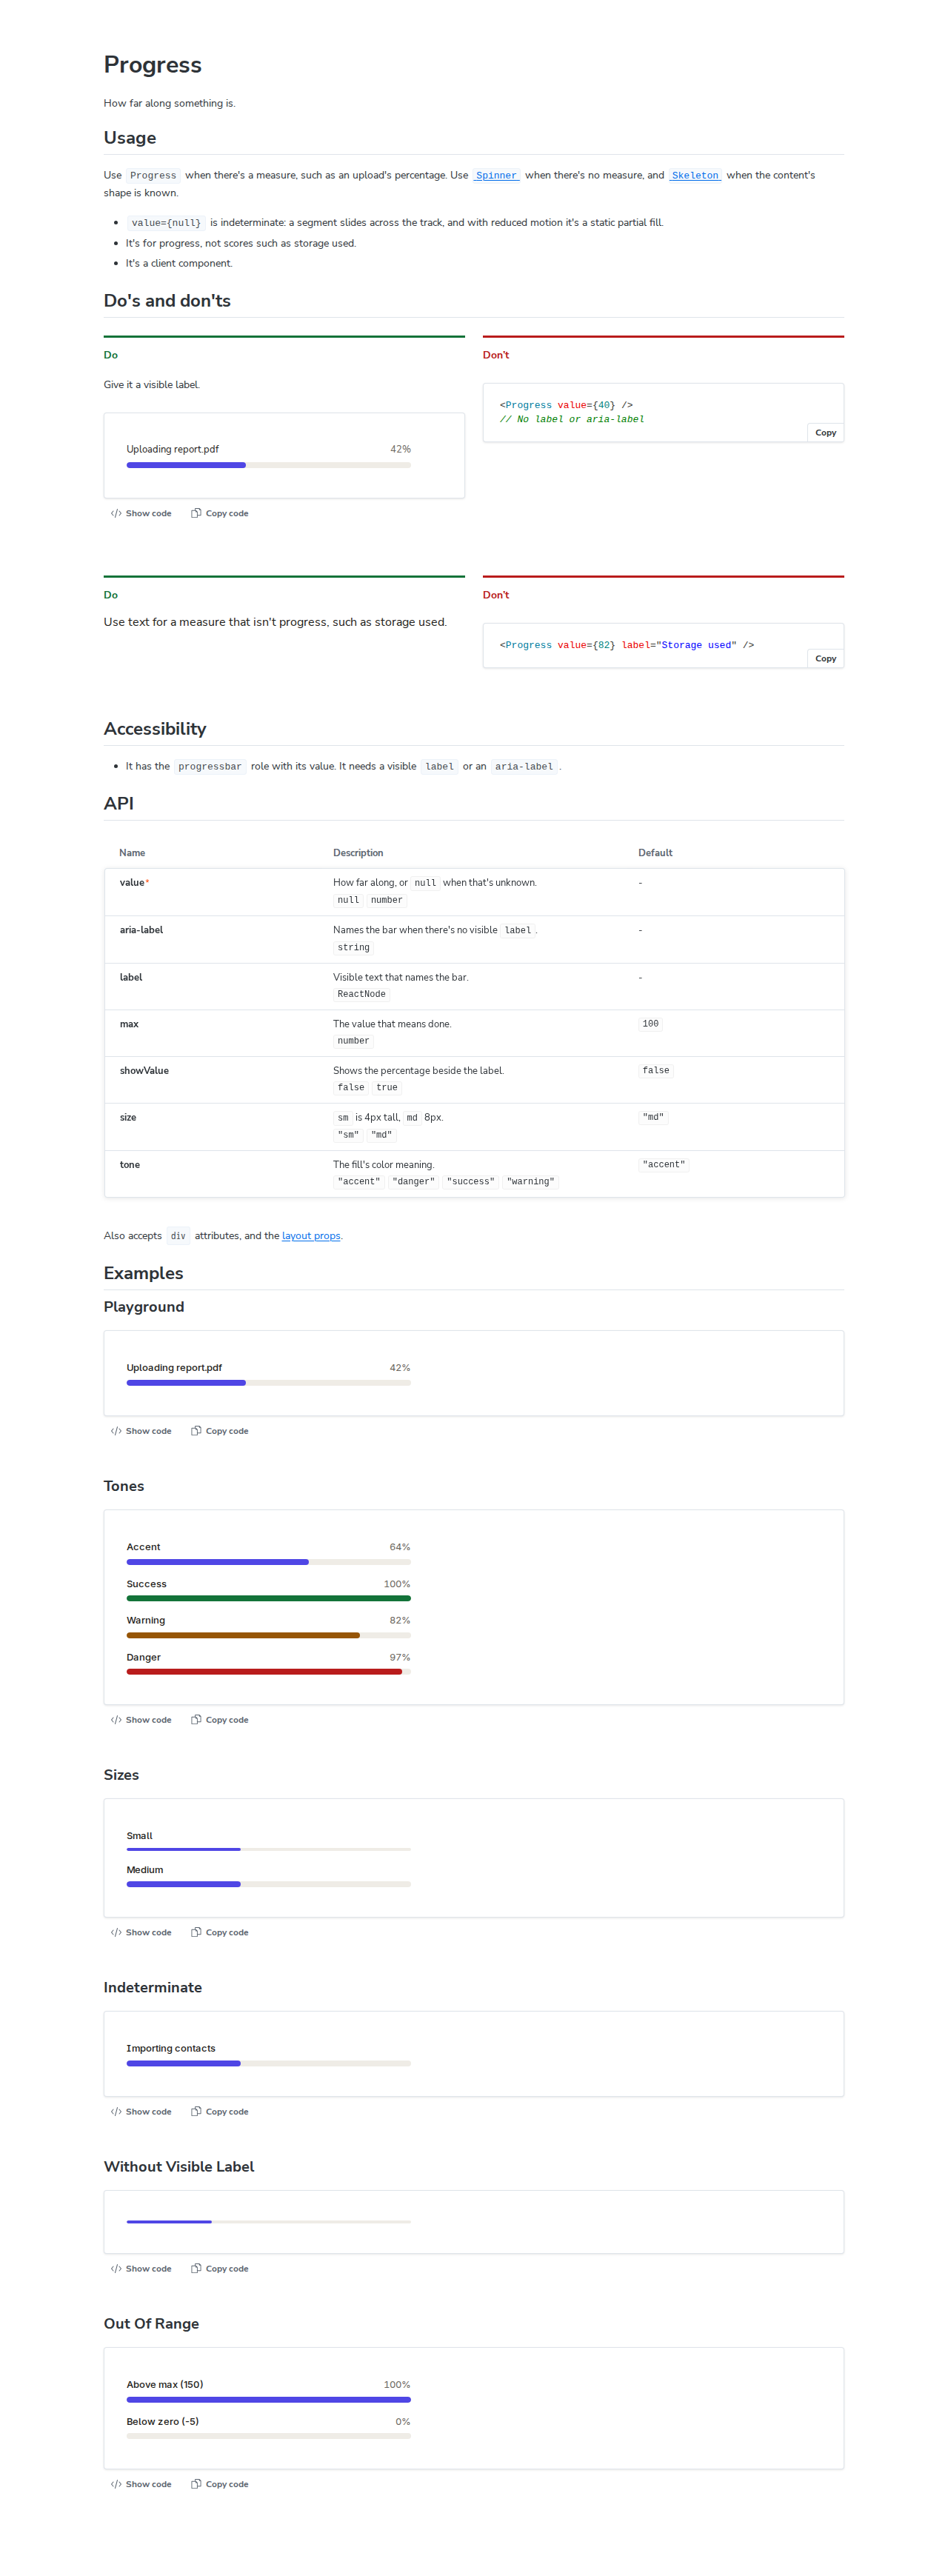 Progress
How far along something is.
Usage
Use Progress when there's a measure, such as an upload's percentage. Use Spinner when there's no measure, and Skeleton when the content's
shape is known.
• value={null} is indeterminate: a segment slides across the track, and with reduced motion it's a static partial fill.
• It's for progress, not scores such as storage used.
• It's a client component.
Do's and don'ts
Do
Give it a visible label.
Uploading report.pdf 42%
Show code Copy code
Don't
<Progress value={40} />
// No label or aria-label
Copy
Do
Use text for a measure that isn't progress, such as storage used.
Don't
<Progress value={82} label="Storage used" />
Copy
Accessibility
• It has the progressbar role with its value. It needs a visible label or an aria-label.
API
Name Description Default
value* How far along, or null when that's unknown. -
null number
aria-label Names the bar when there's no visible label. -
string
label Visible text that names the bar. -
ReactNode
max The value that means done. 100
number
showValue Shows the percentage beside the label. false
false true
size sm is 4px tall, md 8px. "md"
"sm" "md"
tone The fill's color meaning. "accent"
"accent" "danger" "success" "warning"
Also accepts div attributes, and the layout props.
Examples
Playground
Uploading report.pdf 42%
Show code Copy code
Tones
Accent 64%
Success 100%
Warning 82%
Danger 97%
Show code Copy code
Sizes
Small
Medium
Show code Copy code
Indeterminate
Importing contacts
Show code Copy code
Without Visible Label
Show code Copy code
Out Of Range
Above max (150) 100%
Below zero (-5) 0%
Show code Copy code